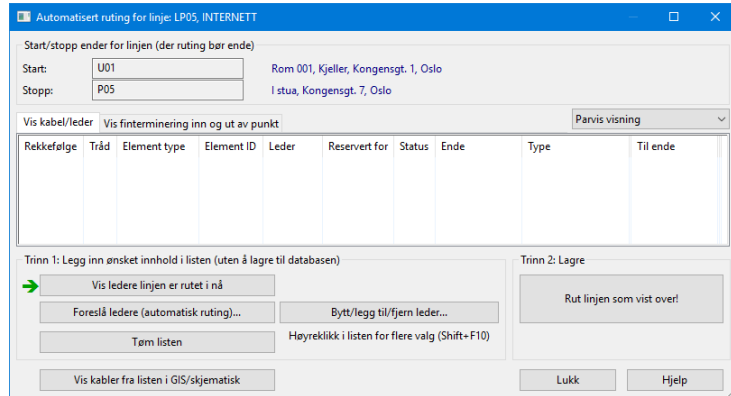 Automatisert ruting for linje: LP05, INTERNETT
Start/stopp ender for linjen (der ruting bør ende)
Start: U01 Rom 001, Kjeller, Kongensgt. 1, Oslo
Stopp: P05 I stua, Kongensgt. 7, Oslo
Vis kabel/leder Vis finterminering inn og ut av punkt Parvis visning
Rekkefølge Tråd Element type Element ID Leder Reservert for Status Ende Type Til ende
Trinn 1: Legg inn ønsket innhold i listen (uten å lagre til databasen) Trinn 2: Lagre
Vis ledere linjen er rutet i nå
Rut linjen som vist over!
Foreslå ledere (automatisk ruting)... Bytt/legg til/fjern leder...
Tøm listen Høyreklikk i listen for flere valg (Shift+F10)
Vis kabler fra listen i GIS/skjematisk Lukk Hjelp